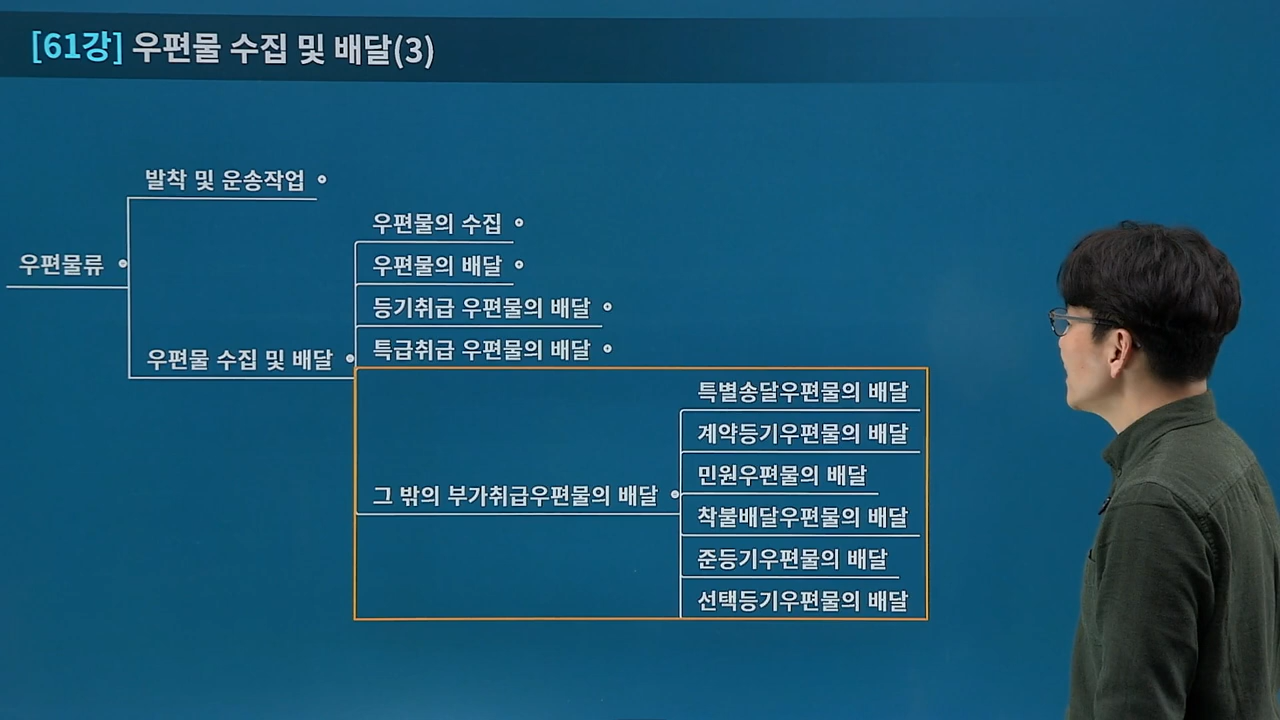 [61강] 우편물 수집 및 배달(3)
발착 및 운송작업
우편물류
우편물의 수집
우편물의 배달
등기취급 우편물의 배달
특급취급 우편물의 배달
우편물 수집 및 배달
그 밖의 부가취급우편물의 배달
특별송달우편물의 배달
계약등기우편물의 배달
민원우편물의 배달
착불배달우편물의 배달
준등기우편물의 배달
선택등기우편물의 배달